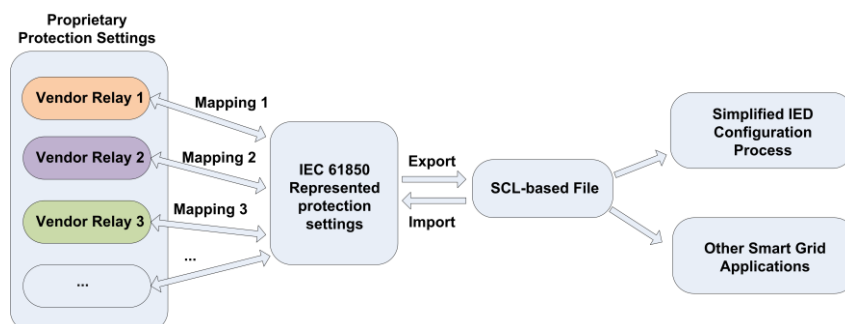 Proprietary
Protection Settings
Vendor Relay 1
Vendor Relay 2
Vendor Relay 3
...
Mapping 1
Mapping 2
Mapping 3
...
IEC 61850
Represented
protection
settings
Export
Import
SCL-based File
Simplified IED
Configuration
Process
Other Smart Grid
Applications